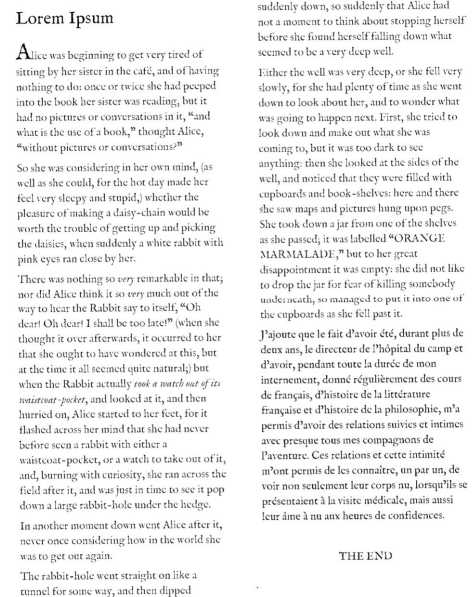 Lorem Ipsum
Alice was beginning to get very tired of
sitting by her sister in the café, and of having
nothing to do: once or twice she had peeped
into the book her sister was reading, but it
had no pictures or conversations in it, “and
what is the use of a book,” thought Alice,
“without pictures or conversations?”
So she was considering in her own mind, (as
well as she could, for the hot day made her
feel very sleepy and stupid,) whether the
pleasure of making a daisy-chain would be
worth the trouble of getting up and picking
the daisies, when suddenly a white rabbit with
pink eyes ran close by her.
There was nothing so very remarkable in that;
nor did Alice think it so very much out of the
way to hear the Rabbit say to itself, “Oh
dear! Oh dear! I shall be too late!” (when she
thought it over afterwards, it occurred to her
that she ought to have wondered at this, but
at the time it all seemed quite natural;) but
when the Rabbit actually took a watch out of its
waistcoat-pocket, and looked at it, and then
hurried on, Alice started to her feet, for it
flashed across her mind that she had never
before seen a rabbit with either a
waistcoat-pocket, or a watch to take out of it,
and, burning with curiosity, she ran across the
field after it, and was just in time to see it pop
down a large rabbit-hole under the hedge.
In another moment down went Alice after it,
never once considering how in the world she
was to get out again.
The rabbit-hole went straight on like a
tunnel for some way, and then dipped
suddenly down, so suddenly that Alice had
not a moment to think about stopping herself
before she found herself falling down what
seemed to be a very deep well.
Either the well was very deep, or she fell very
slowly, for she had plenty of time as she went
down to look about her, and to wonder what
was going to happen next. First, she tried to
look down and make out what she was
coming to, but it was too dark to see
anything: then she looked at the sides of the
well, and noticed that they were filled with
cupboards and book-shelves: here and there
she saw maps and pictures hung upon pegs.
She took down a jar from one of the shelves
as she passed; it was labelled “ORANGE
MARMALADE,” but to her great
disappointment it was empty: she did not like
to drop the jar for fear of killing somebody
underneath, so managed to put it into one of
the cupboards as she fell past it.
J’ajoute que le fait d’avoir été, durant plus de
deux ans, le directeur de l’hôpital du camp et
d’avoir, pendant toute la durée de mon
internement, donné régulièrement des cours
de français, d’histoire de la littérature
française et d’histoire de la philosophie, m’a
permis d’avoir des relations suivies et intimes
avec presque tous mes compagnons de
l’aventure. Ces relations et cette intimité
m’ont permis de les connaître, un par un, de
voir non seulement leur corps nu, lorsqu’ils se
présentaient à la visite médicale, mais aussi
leur âme à nu aux heures de confidences.
THE END